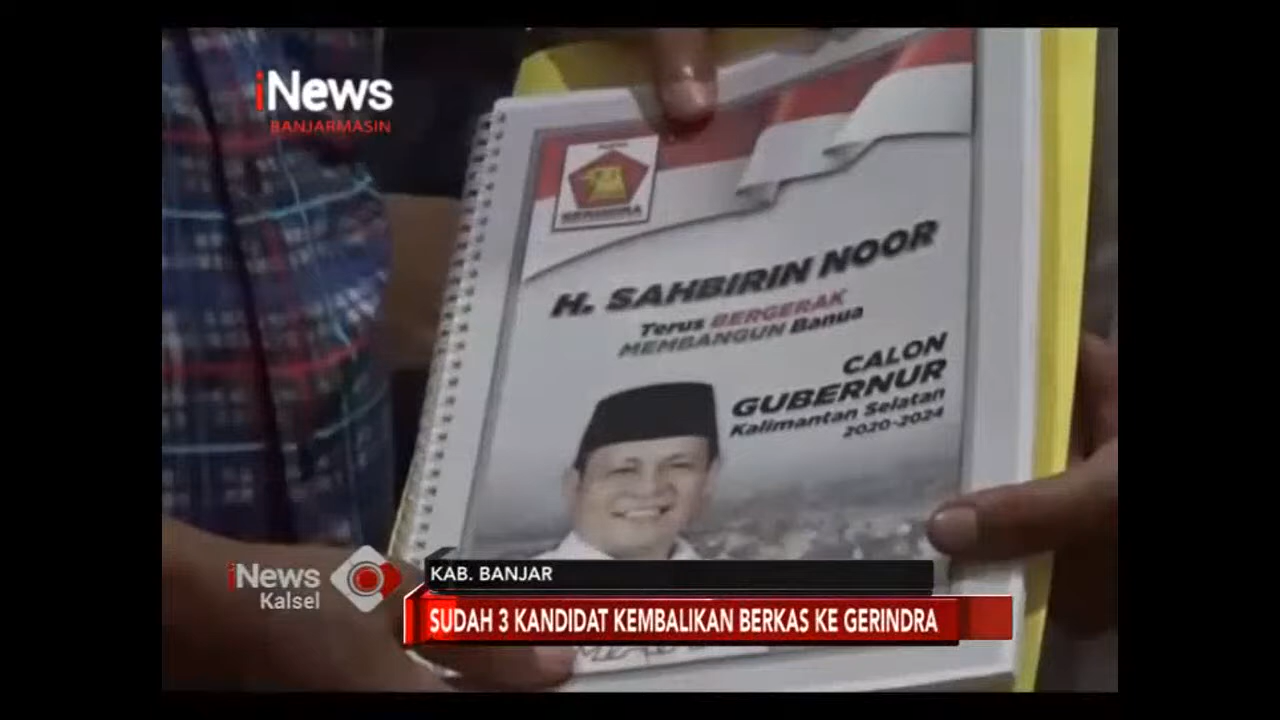 iNews
BANJARMASIN
GERINDRA
H. SAHBIRIN NOOR
Terus BERGERAK
MEMBANGUN Banua
CALON
GUBERNUR
Kalimantan Selatan
2020-2024
iNews
Kalsel
KAB. BANJAR
SUDAH 3 KANDIDAT KEMBALIKAN BERKAS KE GERINDRA